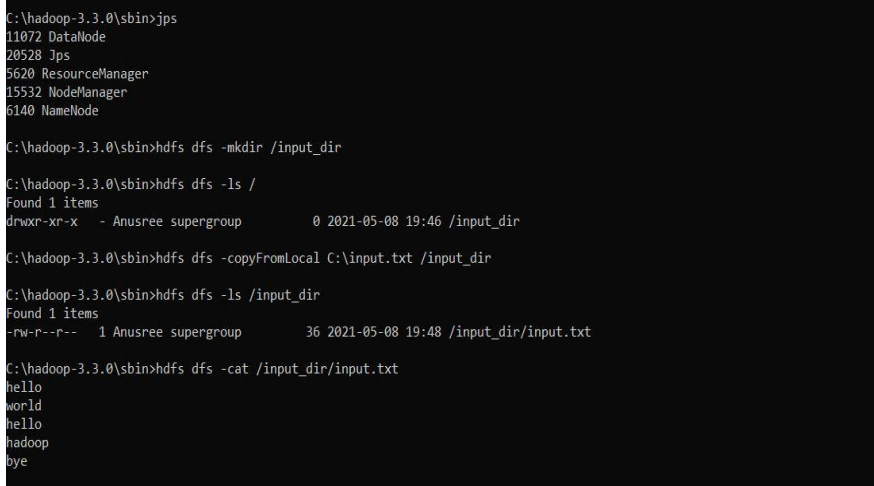 C:\hadoop-3.3.0\sbin>jps
11072 DataNode
20528 Jps
5620 ResourceManager
15532 NodeManager
6140 NameNode
C:\hadoop-3.3.0\sbin>hdfs dfs -mkdir /input_dir
C:\hadoop-3.3.0\sbin>hdfs dfs -ls /
Found 1 items
drwxr-xr-x   - Anusree supergroup          0 2021-05-08 19:46 /input_dir
C:\hadoop-3.3.0\sbin>hdfs dfs -copyFromLocal C:\input.txt /input_dir
C:\hadoop-3.3.0\sbin>hdfs dfs -ls /input_dir
Found 1 items
-rw-r--r--   1 Anusree supergroup         36 2021-05-08 19:48 /input_dir/input.txt
C:\hadoop-3.3.0\sbin>hdfs dfs -cat /input_dir/input.txt
hello
world
hello
hadoop
bye